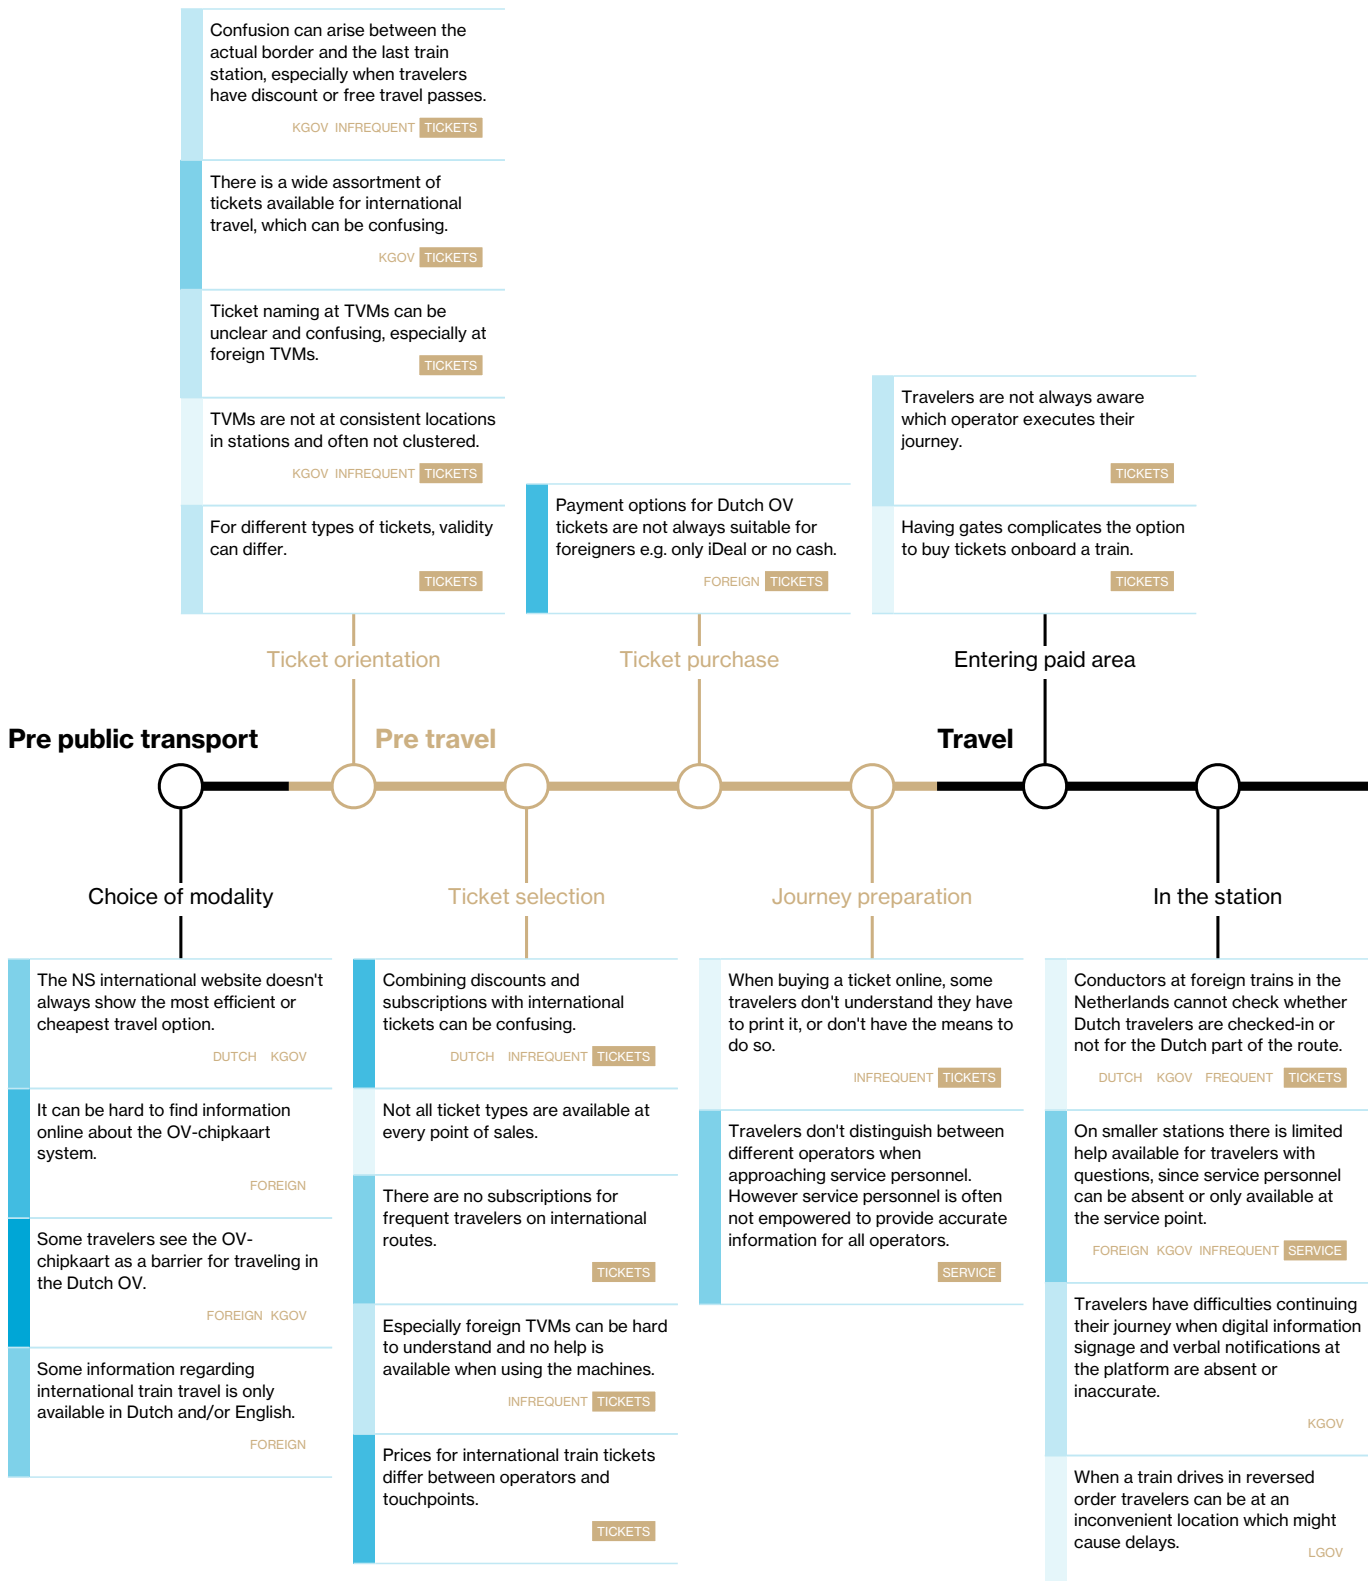 Confusion can arise between the
actual border and the last train
station, especially when travelers
have discount or free travel passes.
KGOV INFREQUENT TICKETS
There is a wide assortment of
tickets available for international
travel, which can be confusing.
KGOV TICKETS
Ticket naming at TVMs can be
unclear and confusing, especially at
foreign TVMs.
TICKETS
TVMs are not at consistent locations
in stations and often not clustered.
KGOV INFREQUENT TICKETS
For different types of tickets, validity
can differ.
TICKETS
Payment options for Dutch OV
tickets are not always suitable for
foreigners e.g. only iDeal or no cash.
FOREIGN TICKETS
Travelers are not always aware
which operator executes their
journey.
TICKETS
Having gates complicates the option
to buy tickets onboard a train.
TICKETS
Ticket orientation
Ticket purchase
Entering paid area
Pre public transport
Pre travel
Travel
Choice of modality
Ticket selection
Journey preparation
In the station
The NS international website doesn't
always show the most efficient or
cheapest travel option.
DUTCH KGOV
It can be hard to find information
online about the OV-chipkaart
system.
FOREIGN
Some travelers see the OV-
chipkaart as a barrier for traveling in
the Dutch OV.
FOREIGN KGOV
Some information regarding
international train travel is only
available in Dutch and/or English.
FOREIGN
Combining discounts and
subscriptions with international
tickets can be confusing.
DUTCH INFREQUENT TICKETS
Not all ticket types are available at
every point of sales.
There are no subscriptions for
frequent travelers on international
routes.
TICKETS
Especially foreign TVMs can be hard
to understand and no help is
available when using the machines.
INFREQUENT TICKETS
Prices for international train tickets
differ between operators and
touchpoints.
TICKETS
When buying a ticket online, some
travelers don't understand they have
to print it, or don't have the means to
do so.
INFREQUENT TICKETS
Travelers don't distinguish between
different operators when
approaching service personnel.
However service personnel is often
not empowered to provide accurate
information for all operators.
SERVICE
Conductors at foreign trains in the
Netherlands cannot check whether
Dutch travelers are checked-in or
not for the Dutch part of the route.
DUTCH KGOV FREQUENT TICKETS
On smaller stations there is limited
help available for travelers with
questions, since service personnel
can be absent or only available at
the service point.
FOREIGN KGOV INFREQUENT SERVICE
Travelers have difficulties continuing
their journey when digital information
signage and verbal notifications at
the platform are absent or
inaccurate.
KGOV
When a train drives in reversed
order travelers can be at an
inconvenient location which might
cause delays.
LGOV